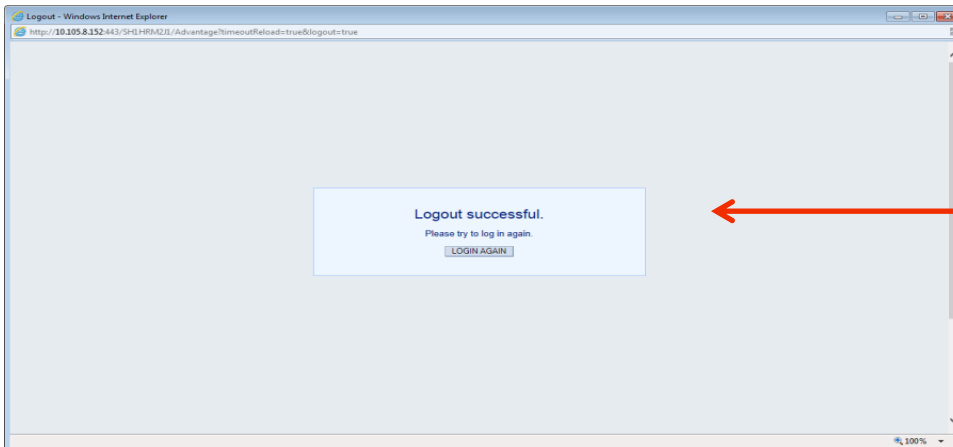 Logout - Windows Internet Explorer
http://10.105.8.152:443/SH1HRM2J1/Advantage?timeoutReload=true&logout=true
Logout successful.
Please try to log in again.
LOGIN AGAIN
100%